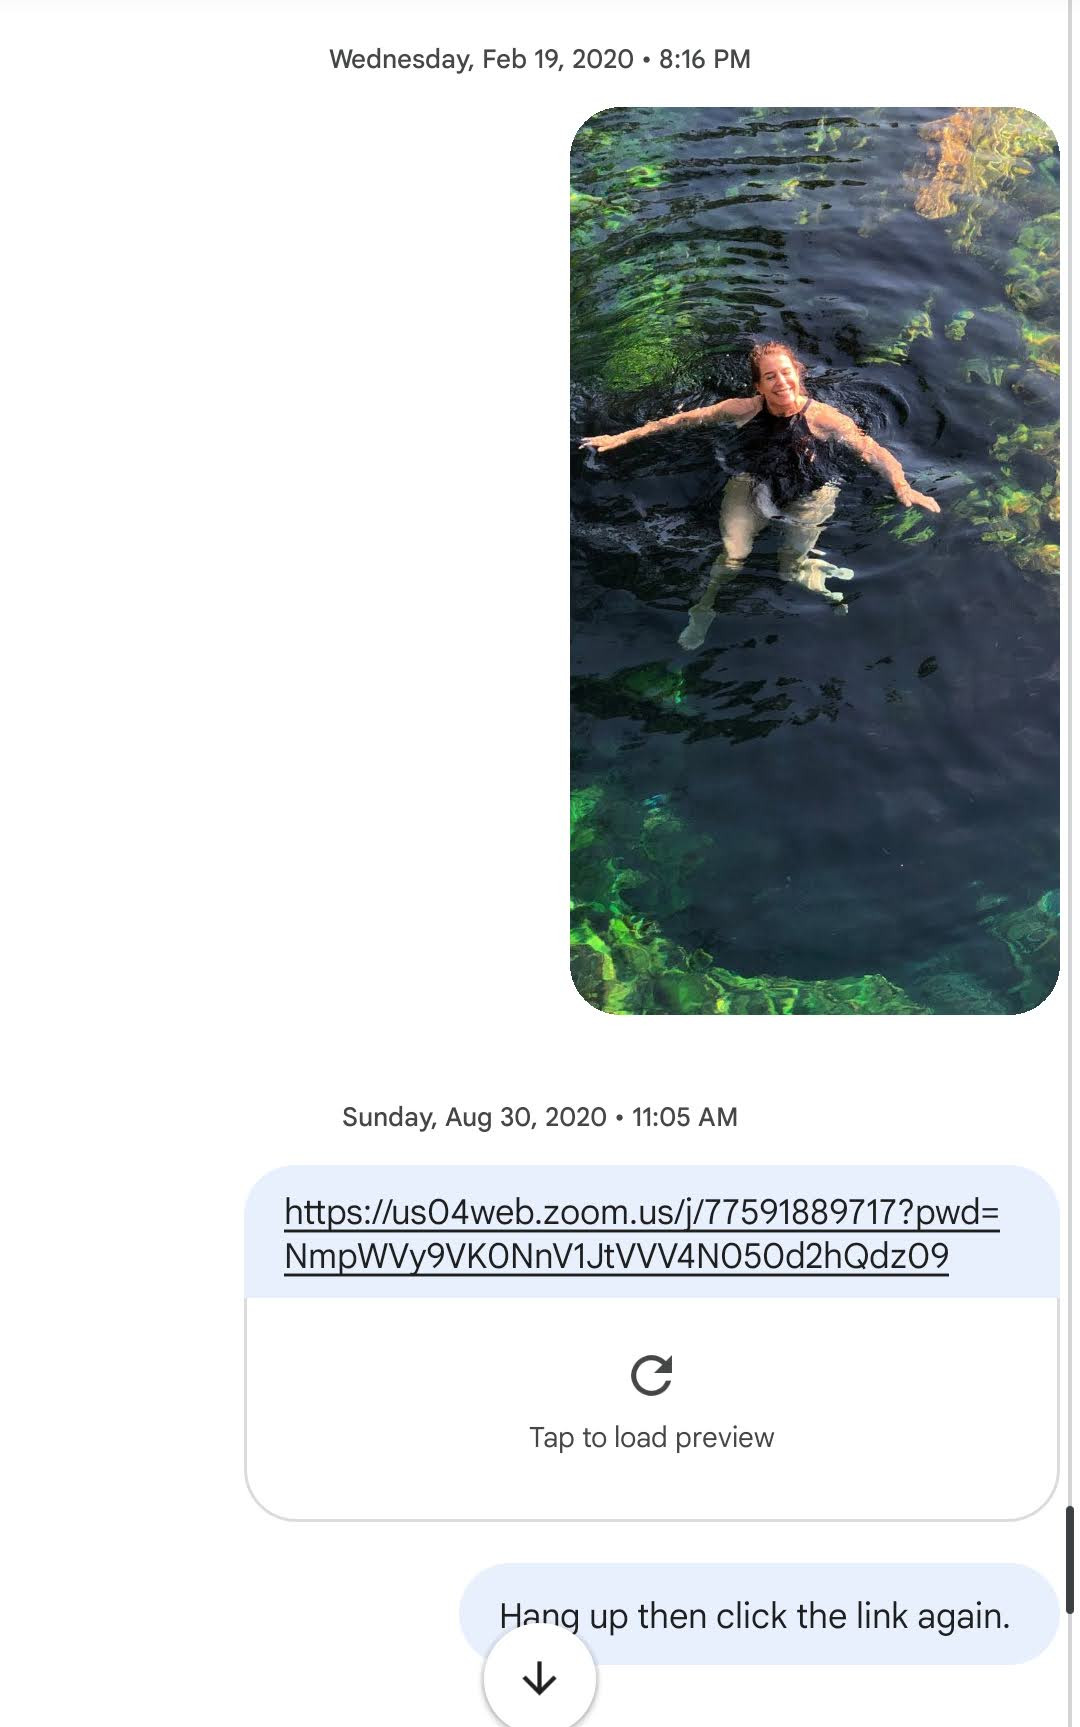 Wednesday, Feb 19, 2020 • 8:16 PM
Sunday, Aug 30, 2020 • 11:05 AM
https://us04web.zoom.us/j/77591889717?pwd=
NmpWVy9VK0NnV1JtVVV4N050d2hQdz09
Tap to load preview
Hang up then click the link again.